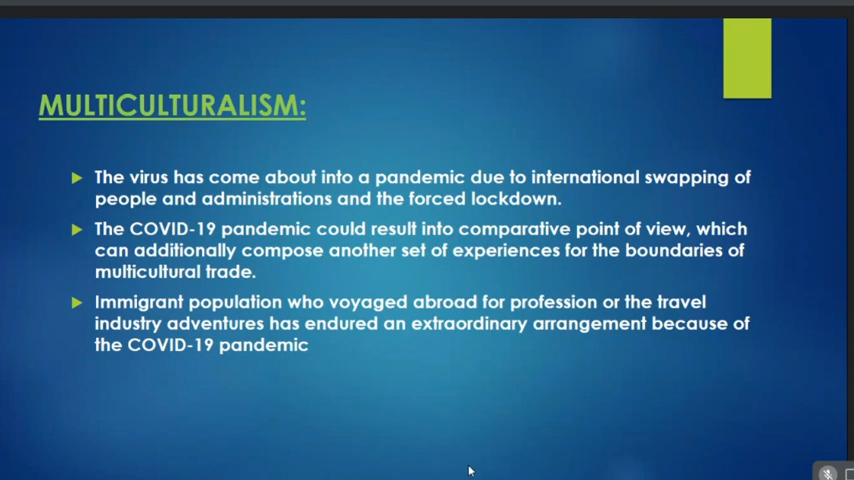 MULTICULTURALISM:
The virus has come about into a pandemic due to international swapping of
people and administrations and the forced lockdown.
The COVID-19 pandemic could result into comparative point of view, which
can additionally compose another set of experiences for the boundaries of
multicultural trade.
Immigrant population who voyaged abroad for profession or the travel
industry adventures has endured an extraordinary arrangement because of
the COVID-19 pandemic